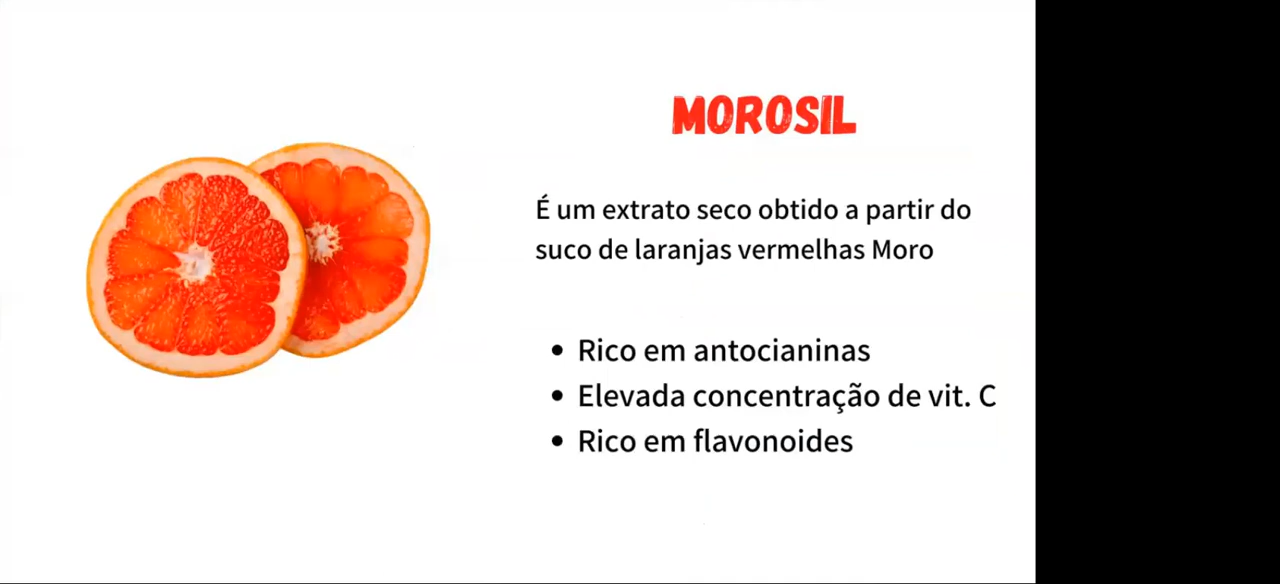 MOROSIL
É um extrato seco obtido a partir do
suco de laranjas vermelhas Moro
• Rico em antocianinas
• Elevada concentração de vit. C
• Rico em flavonoides